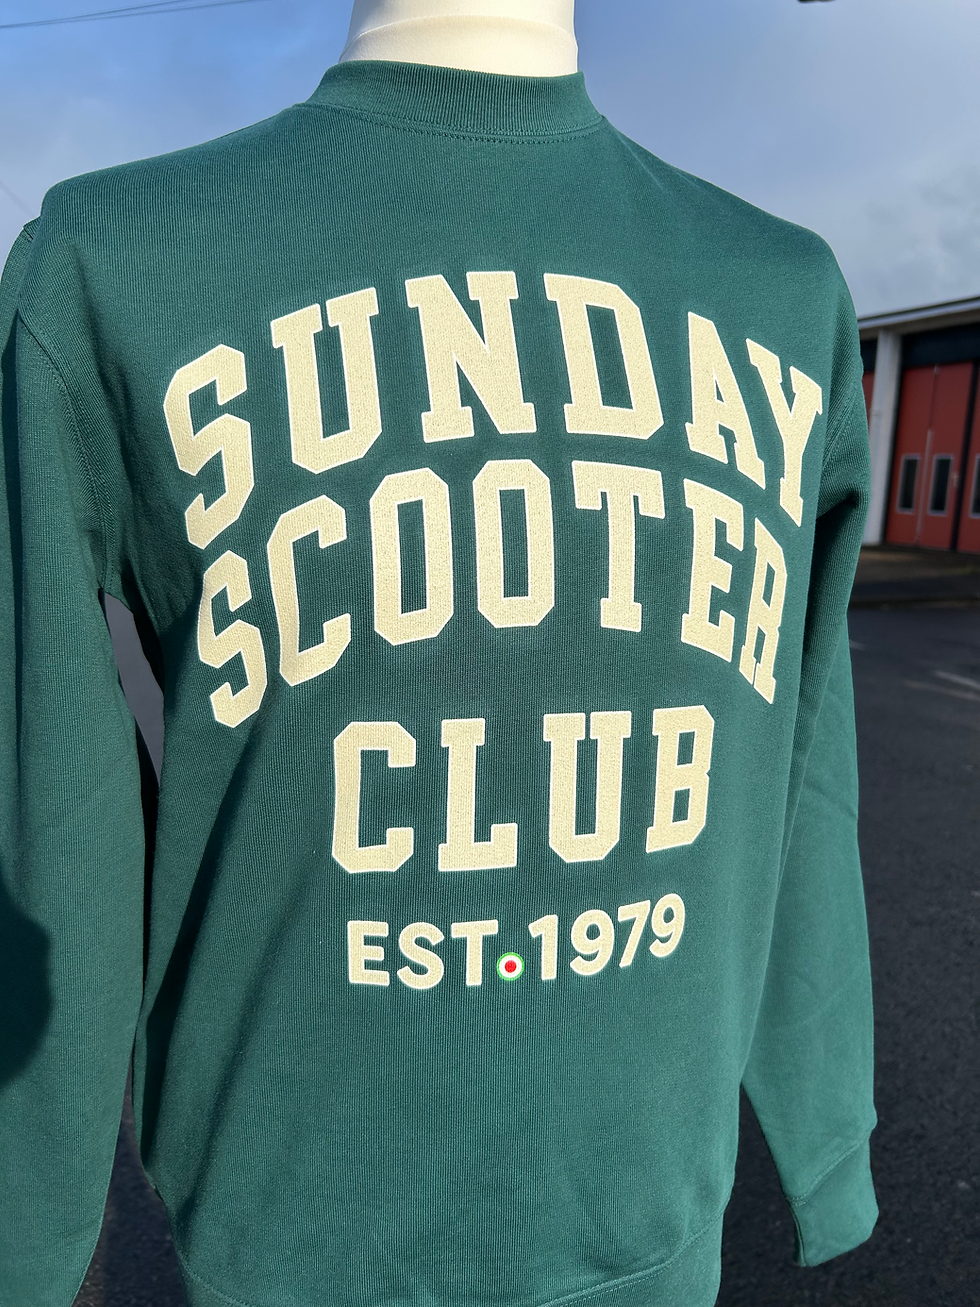 SUNDAY
SCOOTER
CLUB
EST.1979